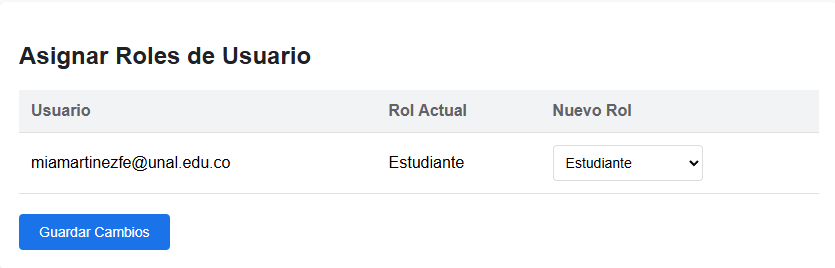 Asignar Roles de Usuario
Usuario Rol Actual Nuevo Rol
miamartinezfe@unal.edu.co Estudiante Estudiante
Guardar Cambios